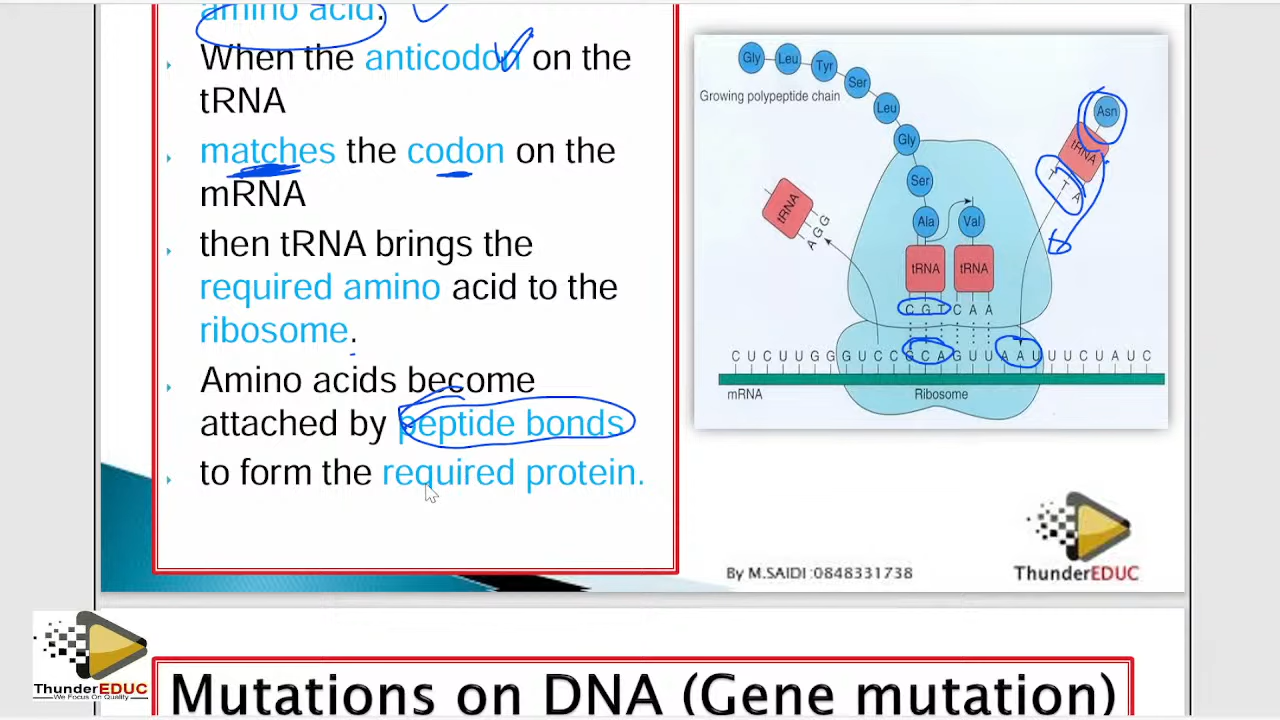 amino acid.
When the anticodon on the
tRNA
matches the codon on the
mRNA
then tRNA brings the
required amino acid to the
ribosome.
Amino acids become
attached by peptide bonds
to form the required protein.
Gly Leu Tyr Ser Leu Gly Ser Ala Val
Growing polypeptide chain
Asn
tRNA
T T A
tRNA
A G G
tRNA tRNA
C G T C A A
C U C U U G G G U C C G C A G U U A A U U U C U A U C
mRNA Ribosome
By M.SAIDI :0848331738
ThunderEDUC
ThunderEDUC
We Focus On Quality
Mutations on DNA (Gene mutation)